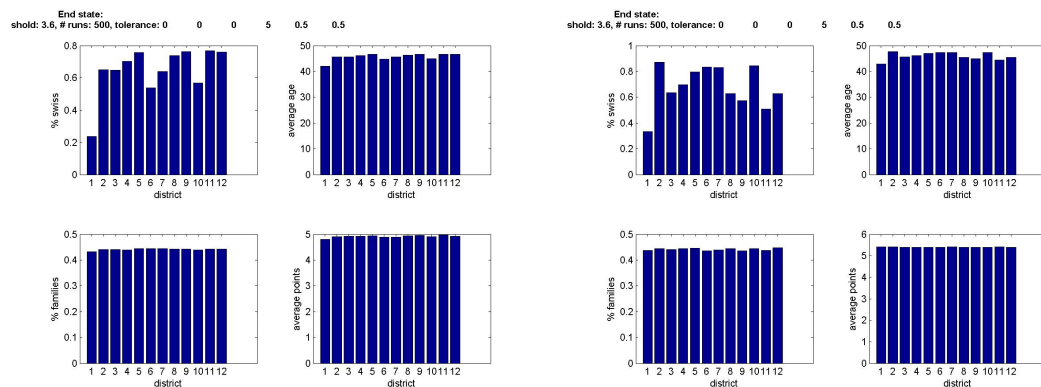 End state:
shold: 3.6, # runs: 500, tolerance: 0 0 0 5 0.5 0.5
0.8
0.6
0.4
0.2
0
% swiss
1 2 3 4 5 6 7 8 9 10 11 12
district
50
40
30
20
10
0
average age
1 2 3 4 5 6 7 8 9 10 11 12
district
0.5
0.4
0.3
0.2
0.1
0
% families
1 2 3 4 5 6 7 8 9 10 11 12
district
5
4
3
2
1
0
average points
1 2 3 4 5 6 7 8 9 10 11 12
district
End state:
shold: 3.6, # runs: 500, tolerance: 0 0 0 5 0.5 0.5
1
0.8
0.6
0.4
0.2
0
% swiss
1 2 3 4 5 6 7 8 9 10 11 12
district
50
40
30
20
10
0
average age
1 2 3 4 5 6 7 8 9 10 11 12
district
0.5
0.4
0.3
0.2
0.1
0
% families
1 2 3 4 5 6 7 8 9 10 11 12
district
6
5
4
3
2
1
0
average points
1 2 3 4 5 6 7 8 9 10 11 12
district